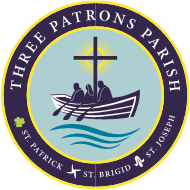 THREE PATRONS PARISH
ST. PATRICK ST. BRIGID ST. JOSEPH